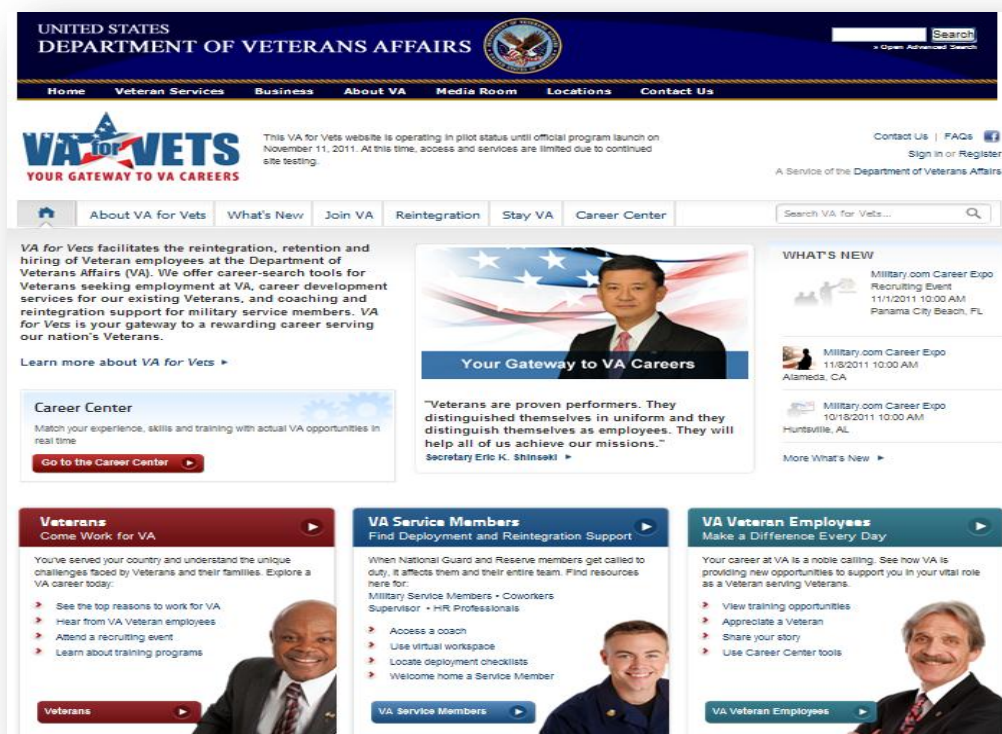 UNITED STATES
DEPARTMENT OF VETERANS AFFAIRS
Search
» Open Advanced Search
Home Veteran Services Business About VA Media Room Locations Contact Us
VA for VETS
YOUR GATEWAY TO VA CAREERS
This VA for Vets website is operating in pilot status until official program launch on
November 11, 2011. At this time, access and services are limited due to continued
site testing.
Contact Us | FAQs
Sign In or Register
A Service of the Department of Veterans Affairs
About VA for Vets What's New Join VA Reintegration Stay VA Career Center
Search VA for Vets...
VA for Vets facilitates the reintegration, retention and
hiring of Veteran employees at the Department of
Veterans Affairs (VA). We offer career-search tools for
Veterans seeking employment at VA, career development
services for our existing Veterans, and coaching and
reintegration support for military service members. VA
for Vets is your gateway to a rewarding career serving
our nation's Veterans.
Learn more about VA for Vets
Career Center
Match your experience, skills and training with actual VA opportunities in
real time
Go to the Career Center
Your Gateway to VA Careers
"Veterans are proven performers. They
distinguished themselves in uniform and they
distinguish themselves as employees. They will
help all of us achieve our missions."
Secretary Eric K. Shinseki
WHAT'S NEW
Military.com Career Expo
Recruiting Event
11/1/2011 10:00 AM
Panama City Beach, FL
Military.com Career Expo
11/8/2011 10:00 AM
Alameda, CA
Military.com Career Expo
10/18/2011 10:00 AM
Huntsville, AL
More What's New
Veterans
Come Work for VA
You've served your country and understand the unique
challenges faced by Veterans and their families. Explore a
VA career today:
See the top reasons to work for VA
Hear from VA Veteran employees
Attend a recruiting event
Learn about training programs
Veterans
VA Service Members
Find Deployment and Reintegration Support
When National Guard and Reserve members get called to
duty, it affects them and their entire team. Find resources
here for:
Military Service Members • Coworkers
Supervisor • HR Professionals
Access a coach
Use virtual workspace
Locate deployment checklists
Welcome home a Service Member
VA Service Members
VA Veteran Employees
Make a Difference Every Day
Your career at VA is a noble calling. See how VA is
providing new opportunities to support you in your vital role
as a Veteran serving Veterans.
View training opportunities
Appreciate a Veteran
Share your story
Use Career Center tools
VA Veteran Employees